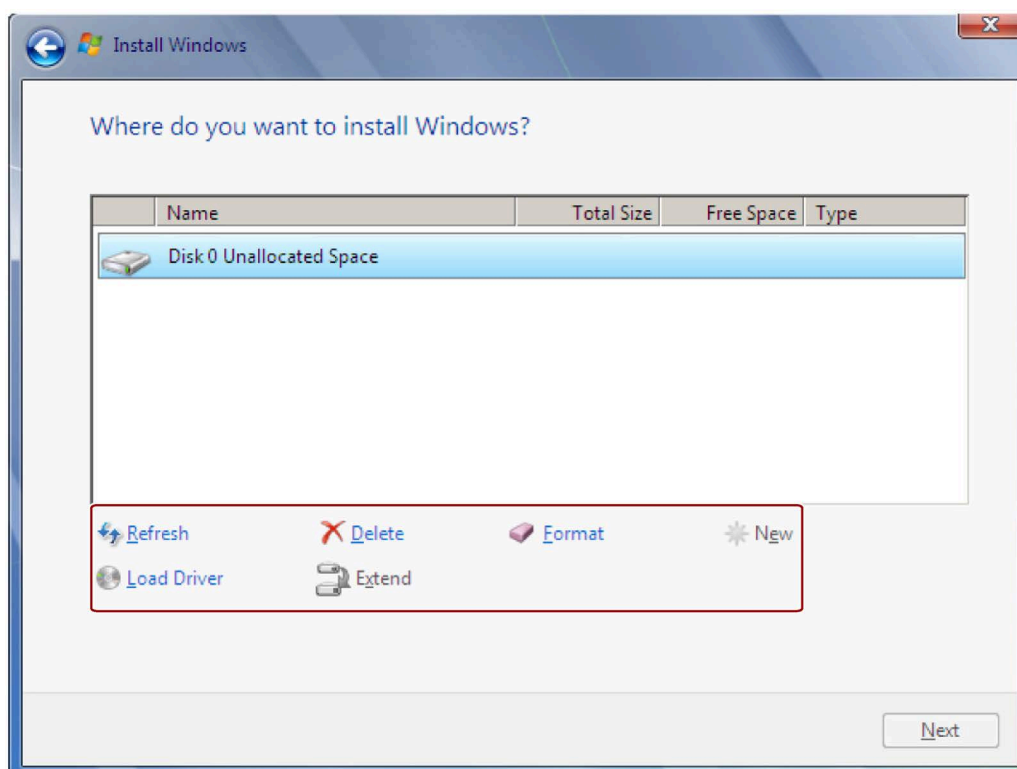 Install Windows
Where do you want to install Windows?
Name Total Size Free Space Type
Disk 0 Unallocated Space
Refresh Delete Format New
Load Driver Extend
Next